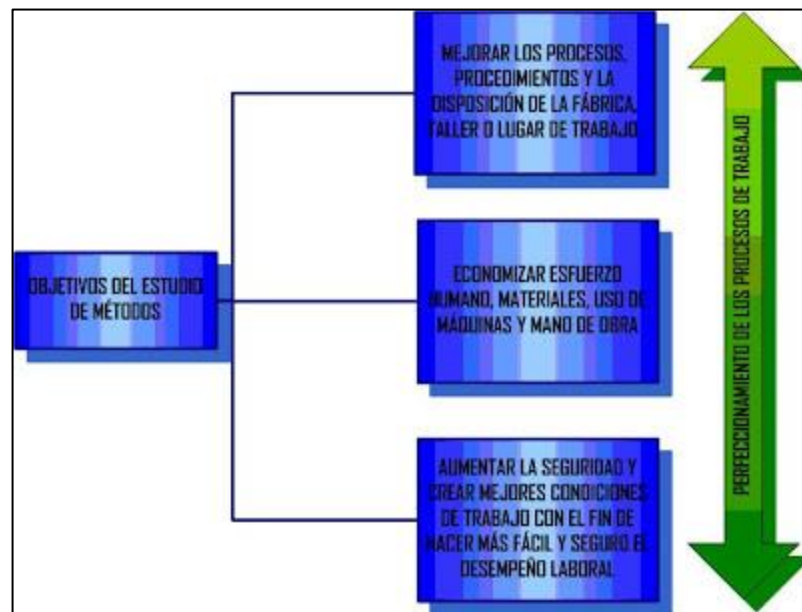 MEJORAR LOS PROCESOS,
PROCEDIMIENTOS Y LA
DISPOSICIÓN DE LA FÁBRICA,
TALLER O LUGAR DE TRABAJO
OBJETIVOS DEL ESTUDIO
DE MÉTODOS
ECONOMIZAR ESFUERZO
HUMANO, MATERIALES, USO DE
MÁQUINAS Y MANO DE OBRA
AUMENTAR LA SEGURIDAD Y
CREAR MEJORES CONDICIONES
DE TRABAJO CON EL FIN DE
HACER MÁS FÁCIL Y SEGURO EL
DESEMPEÑO LABORAL
PERFECCIONAMIENTO DE LOS PROCESOS DE TRABAJO